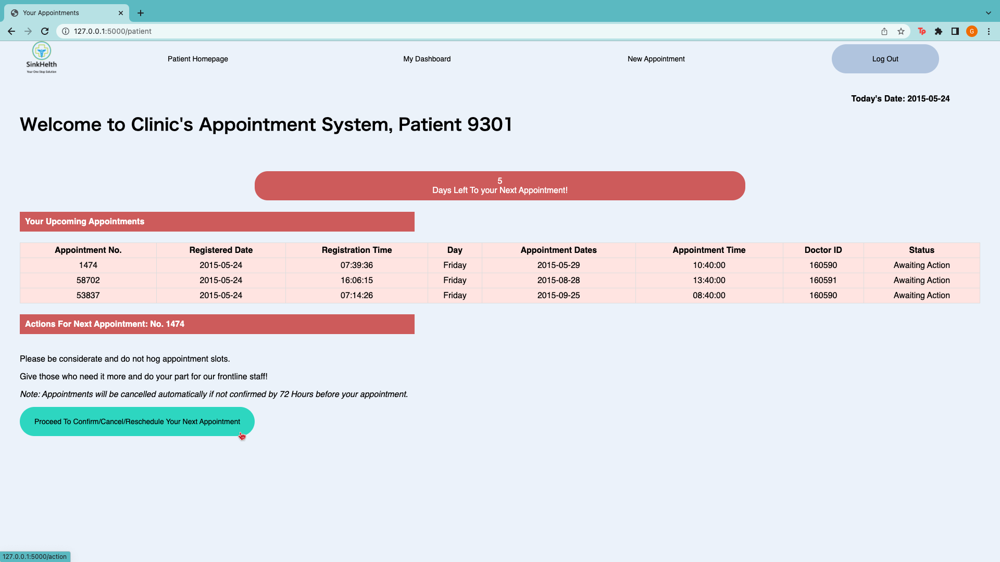 Your Appointments
127.0.0.1:5000/patient
Tp
G
SinkHelth
Your One Stop Solution
Patient Homepage
My Dashboard
New Appointment
Log Out
Today's Date: 2015-05-24
Welcome to Clinic's Appointment System, Patient 9301
5
Days Left To your Next Appointment!
Your Upcoming Appointments
Appointment No. Registered Date Registration Time Day Appointment Dates Appointment Time Doctor ID Status
1474 2015-05-24 07:39:36 Friday 2015-05-29 10:40:00 160590 Awaiting Action
58702 2015-05-24 16:06:15 Friday 2015-08-28 13:40:00 160591 Awaiting Action
53837 2015-05-24 07:14:26 Friday 2015-09-25 08:40:00 160590 Awaiting Action
Actions For Next Appointment: No. 1474
Please be considerate and do not hog appointment slots.
Give those who need it more and do your part for our frontline staff!
Note: Appointments will be cancelled automatically if not confirmed by 72 Hours before your appointment.
Proceed To Confirm/Cancel/Reschedule Your Next Appointment
127.0.0.1:5000/action